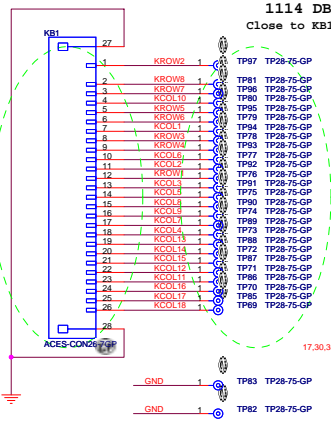 1114 DB
Close to KB1
KB1
27
1 KROW2 1 TP97 TP28-75-GP
2 KROW8 1 TP81 TP28-75-GP
3 KROW7 1 TP96 TP28-75-GP
4 KCOL10 1 TP80 TP28-75-GP
5 KROW5 1 TP95 TP28-75-GP
6 KROW6 1 TP79 TP28-75-GP
7 KCOL1 1 TP94 TP28-75-GP
8 KROW3 1 TP78 TP28-75-GP
9 KROW4 1 TP93 TP28-75-GP
10 KCOL6 1 TP77 TP28-75-GP
11 KCOL2 1 TP92 TP28-75-GP
12 KROW1 1 TP76 TP28-75-GP
13 KCOL3 1 TP91 TP28-75-GP
14 KCOL5 1 TP75 TP28-75-GP
15 KCOL8 1 TP90 TP28-75-GP
16 KCOL9 1 TP74 TP28-75-GP
17 KCOL7 1 TP89 TP28-75-GP
18 KCOL4 1 TP73 TP28-75-GP
19 KCOL13 1 TP88 TP28-75-GP
20 KCOL14 1 TP72 TP28-75-GP
21 KCOL15 1 TP87 TP28-75-GP
22 KCOL12 1 TP71 TP28-75-GP
23 KCOL11 1 TP86 TP28-75-GP
24 KCOL16 1 TP70 TP28-75-GP
25 KCOL17 1 TP85 TP28-75-GP
26 KCOL18 1 TP69 TP28-75-GP
28
ACES-CON26-7GP
17,30,3
GND 1 TP83 TP28-75-GP
GND 1 TP82 TP28-75-GP